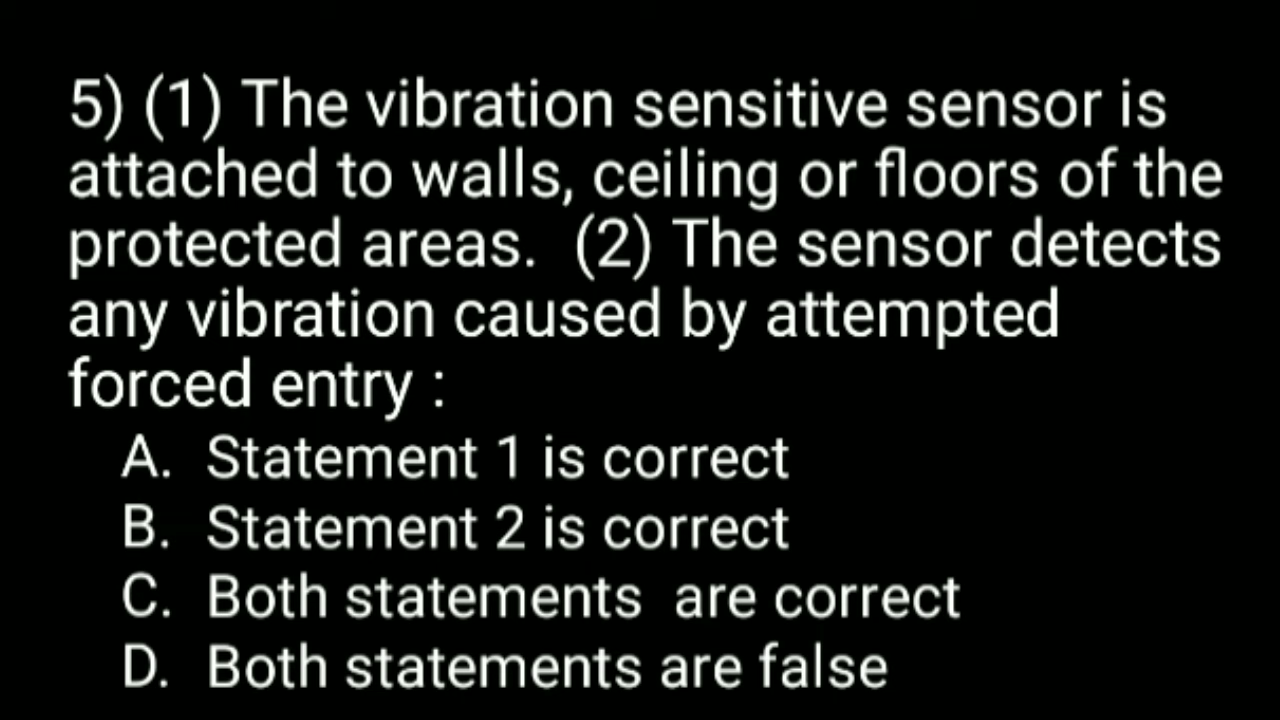 5) (1) The vibration sensitive sensor is
attached to walls, ceiling or floors of the
protected areas.  (2) The sensor detects
any vibration caused by attempted
forced entry :
A. Statement 1 is correct
B. Statement 2 is correct
C. Both statements  are correct
D. Both statements are false